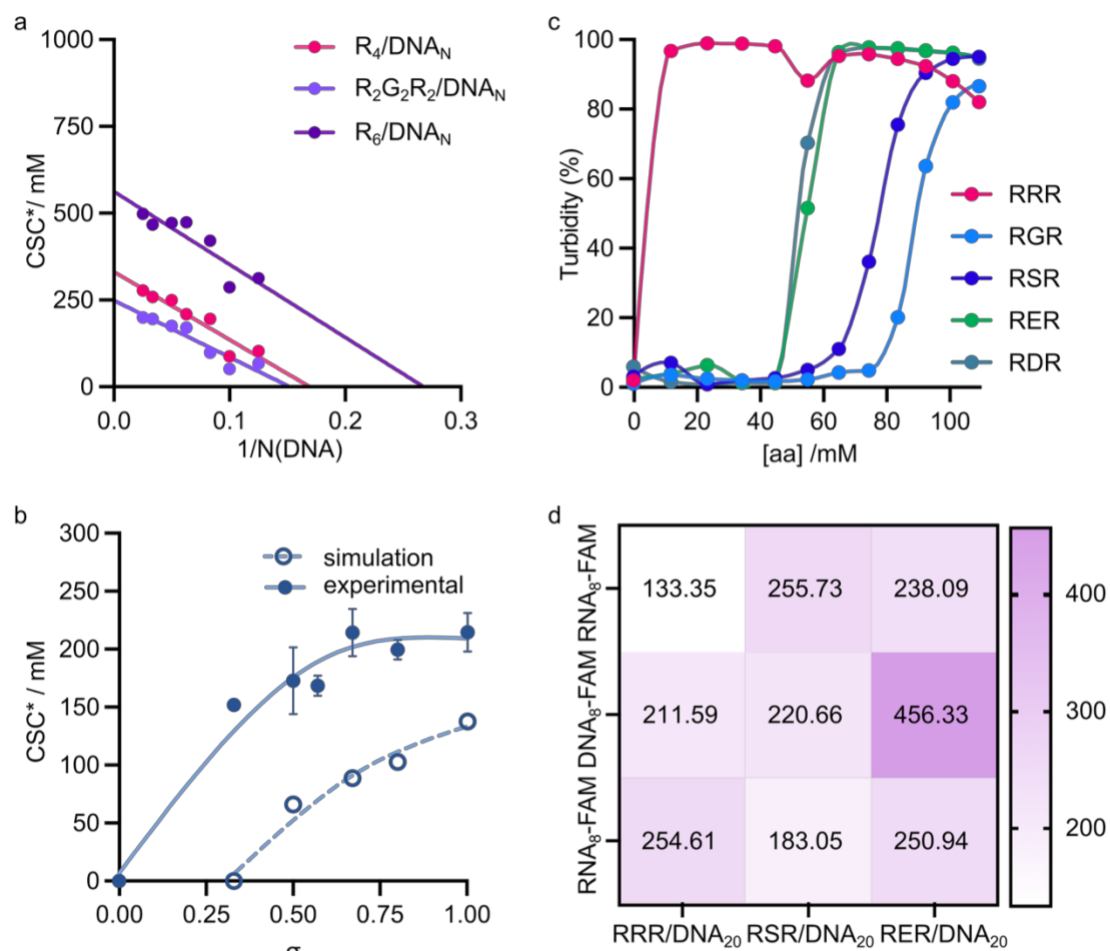 a
1000
750
500
250
0
CSC*/ mM
0.0
0.1
0.2
0.3
1/N(DNA)
R₄/DNA_N
R₂G₂R₂/DNA_N
R₆/DNA_N
c
100
80
60
40
20
0
Turbidity (%)
0
20
40
60
80
100
[aa] /mM
RRR
RGR
RSR
RER
RDR
b
300
250
200
150
100
50
0
CSC* / mM
0.00
0.25
0.50
0.75
1.00
simulation
experimental
d
RNA₈-FAM DNA₈-FAM RNA₈-FAM
133.35 255.73 238.09
211.59 220.66 456.33
254.61 183.05 250.94
RRR/DNA₂₀ RSR/DNA₂₀ RER/DNA₂₀
400
300
200